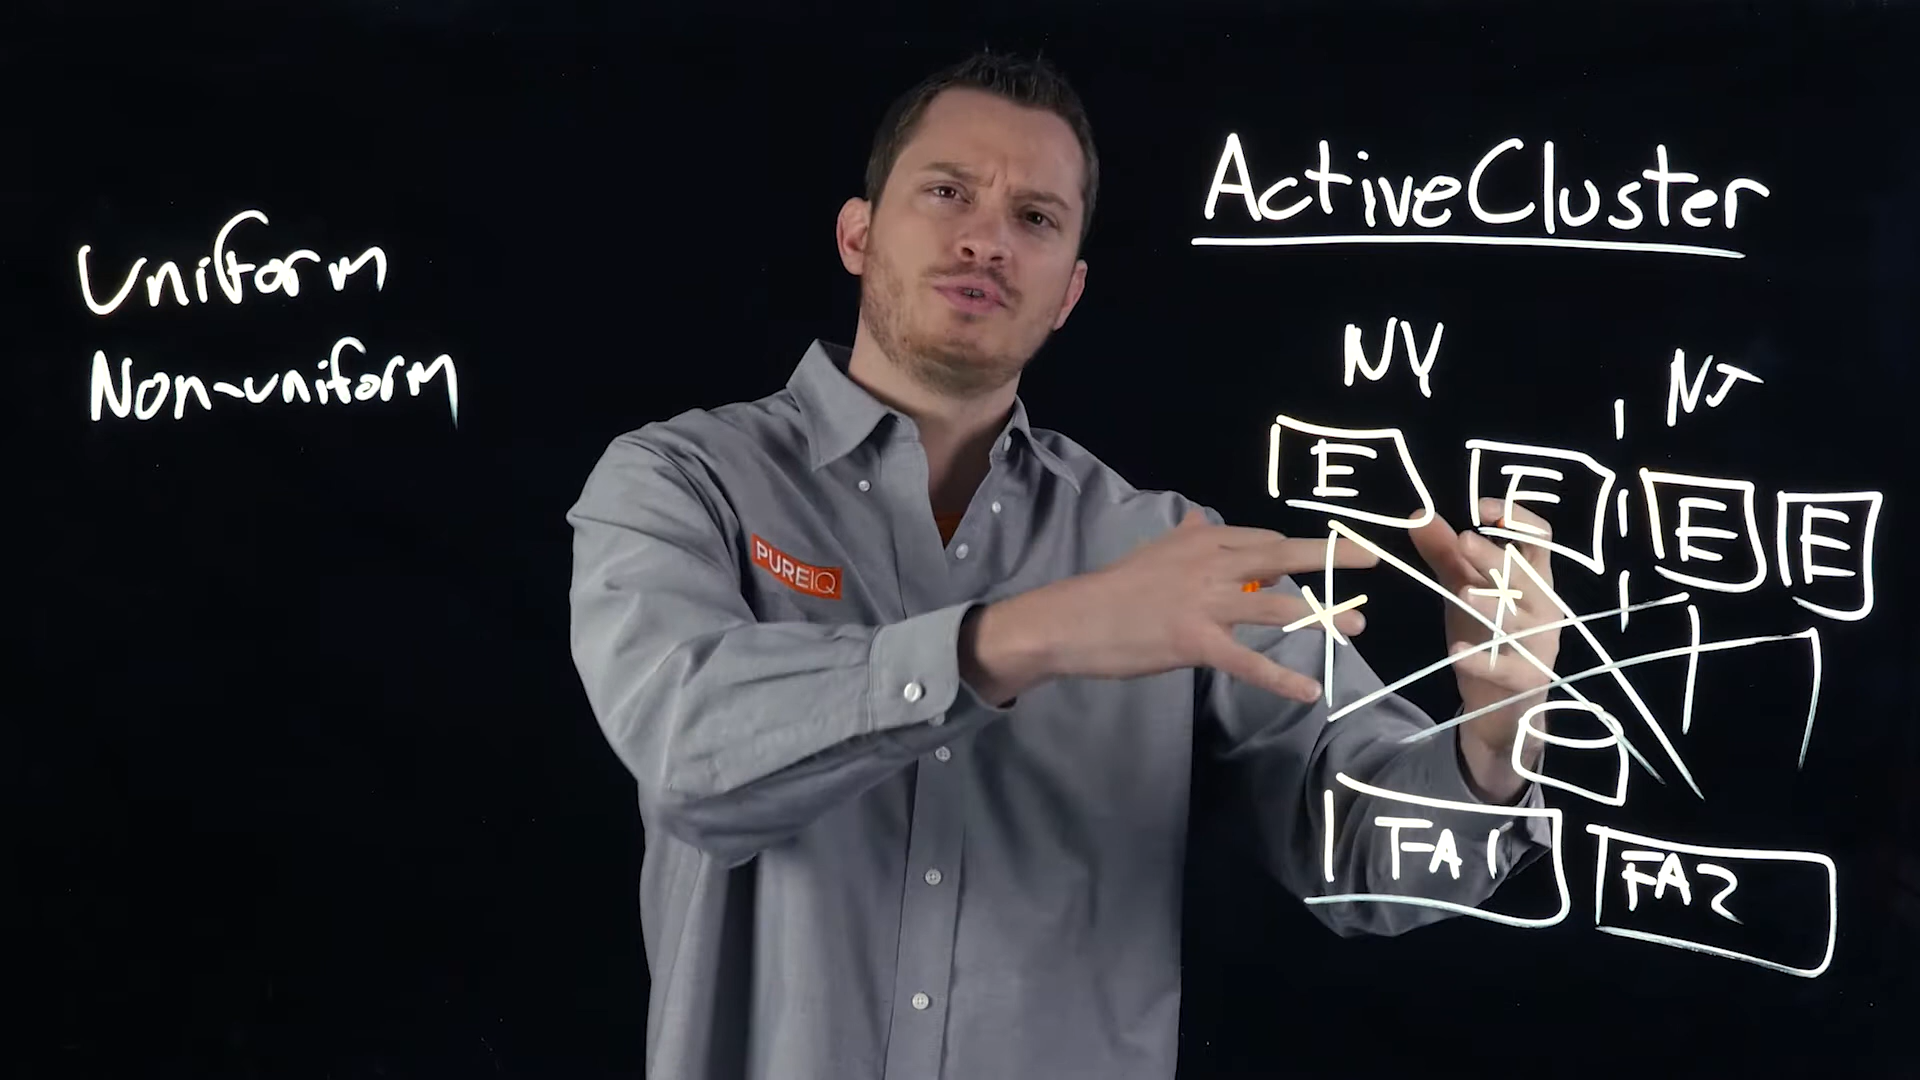 ActiveCluster
Uniform
Non-uniform
NY
NJ
E
E
E
E
PUREIQ
FA1
FA2